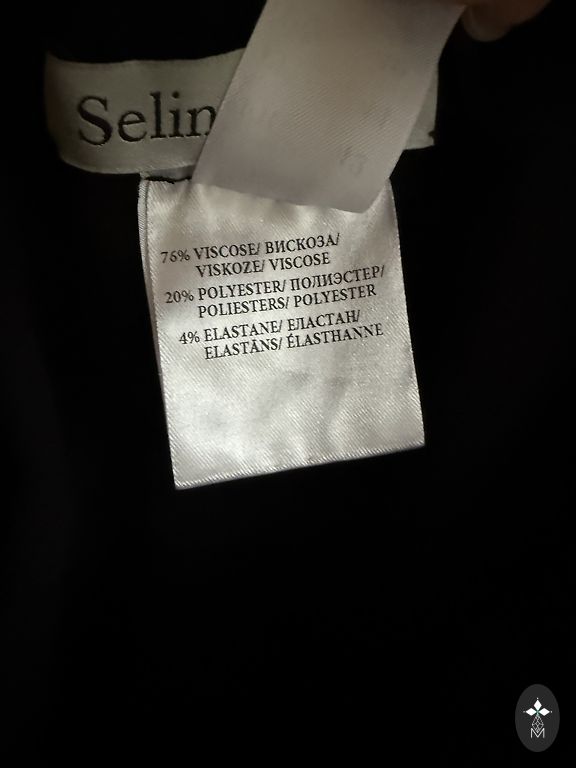 Selin
76% VISCOSE/ ВИСКОЗА/
VISKOZE/ VISCOSE
20% POLYESTER/ ПОЛИЭСТЕР/
POLIESTERS/ POLYESTER
4% ELASTANE/ ЕЛАСТАН/
ELASTĀNS/ ÉLASTHANNE
M